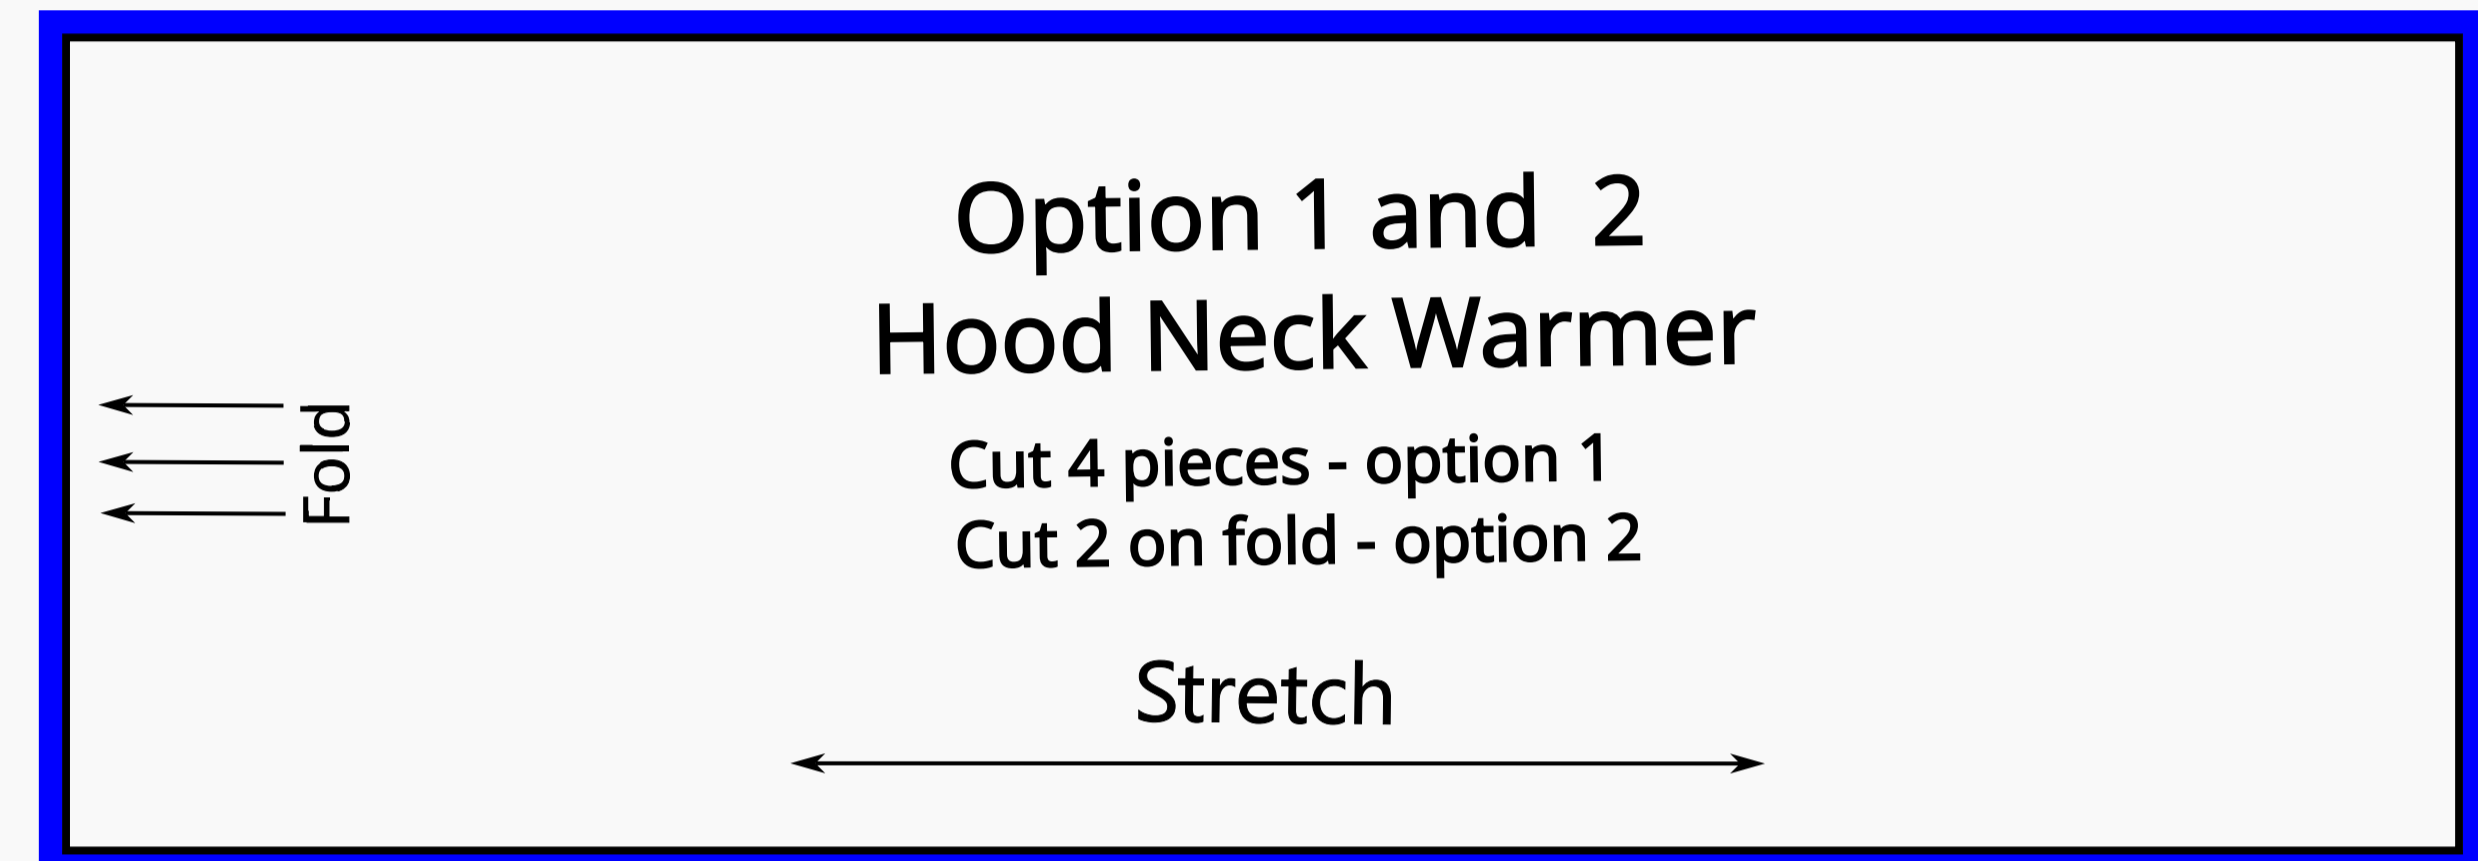 Option 1 and  2
Hood Neck Warmer
Fold
Cut 4 pieces - option 1
Cut 2 on fold - option 2
Stretch